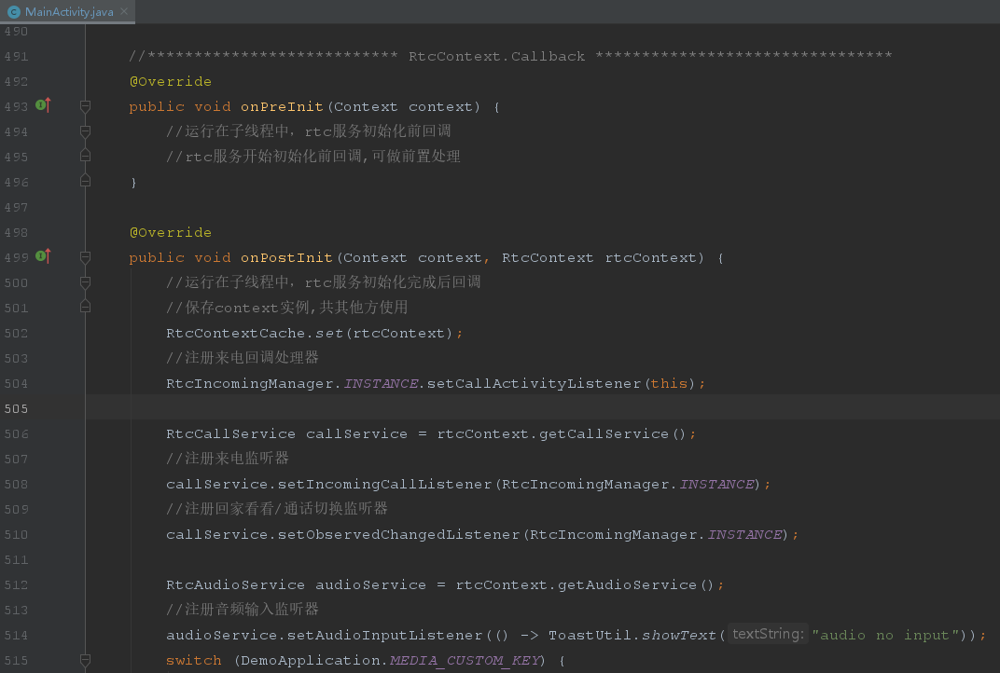 MainActivity.java
490
491 //*************************** RtcContext.Callback ********************************
492 @Override
493 public void onPreInit(Context context) {
494 //运行在子线程中，rtc服务初始化前回调
495 //rtc服务开始初始化前回调,可做前置处理
496 }
497
498 @Override
499 public void onPostInit(Context context, RtcContext rtcContext) {
500 //运行在子线程中，rtc服务初始化完成后回调
501 //保存context实例,共其他方使用
502 RtcContextCache.set(rtcContext);
503 //注册来电回调处理器
504 RtcIncomingManager.INSTANCE.setCallActivityListener(this);
505
506 RtcCallService callService = rtcContext.getCallService();
507 //注册来电监听器
508 callService.setIncomingCallListener(RtcIncomingManager.INSTANCE);
509 //注册回家看看/通话切换监听器
510 callService.setObservedChangedListener(RtcIncomingManager.INSTANCE);
511
512 RtcAudioService audioService = rtcContext.getAudioService();
513 //注册音频输入监听器
514 audioService.setAudioInputListener(() -> ToastUtil.showText( textString: "audio no input"));
515 switch (DemoApplication.MEDIA_CUSTOM_KEY) {